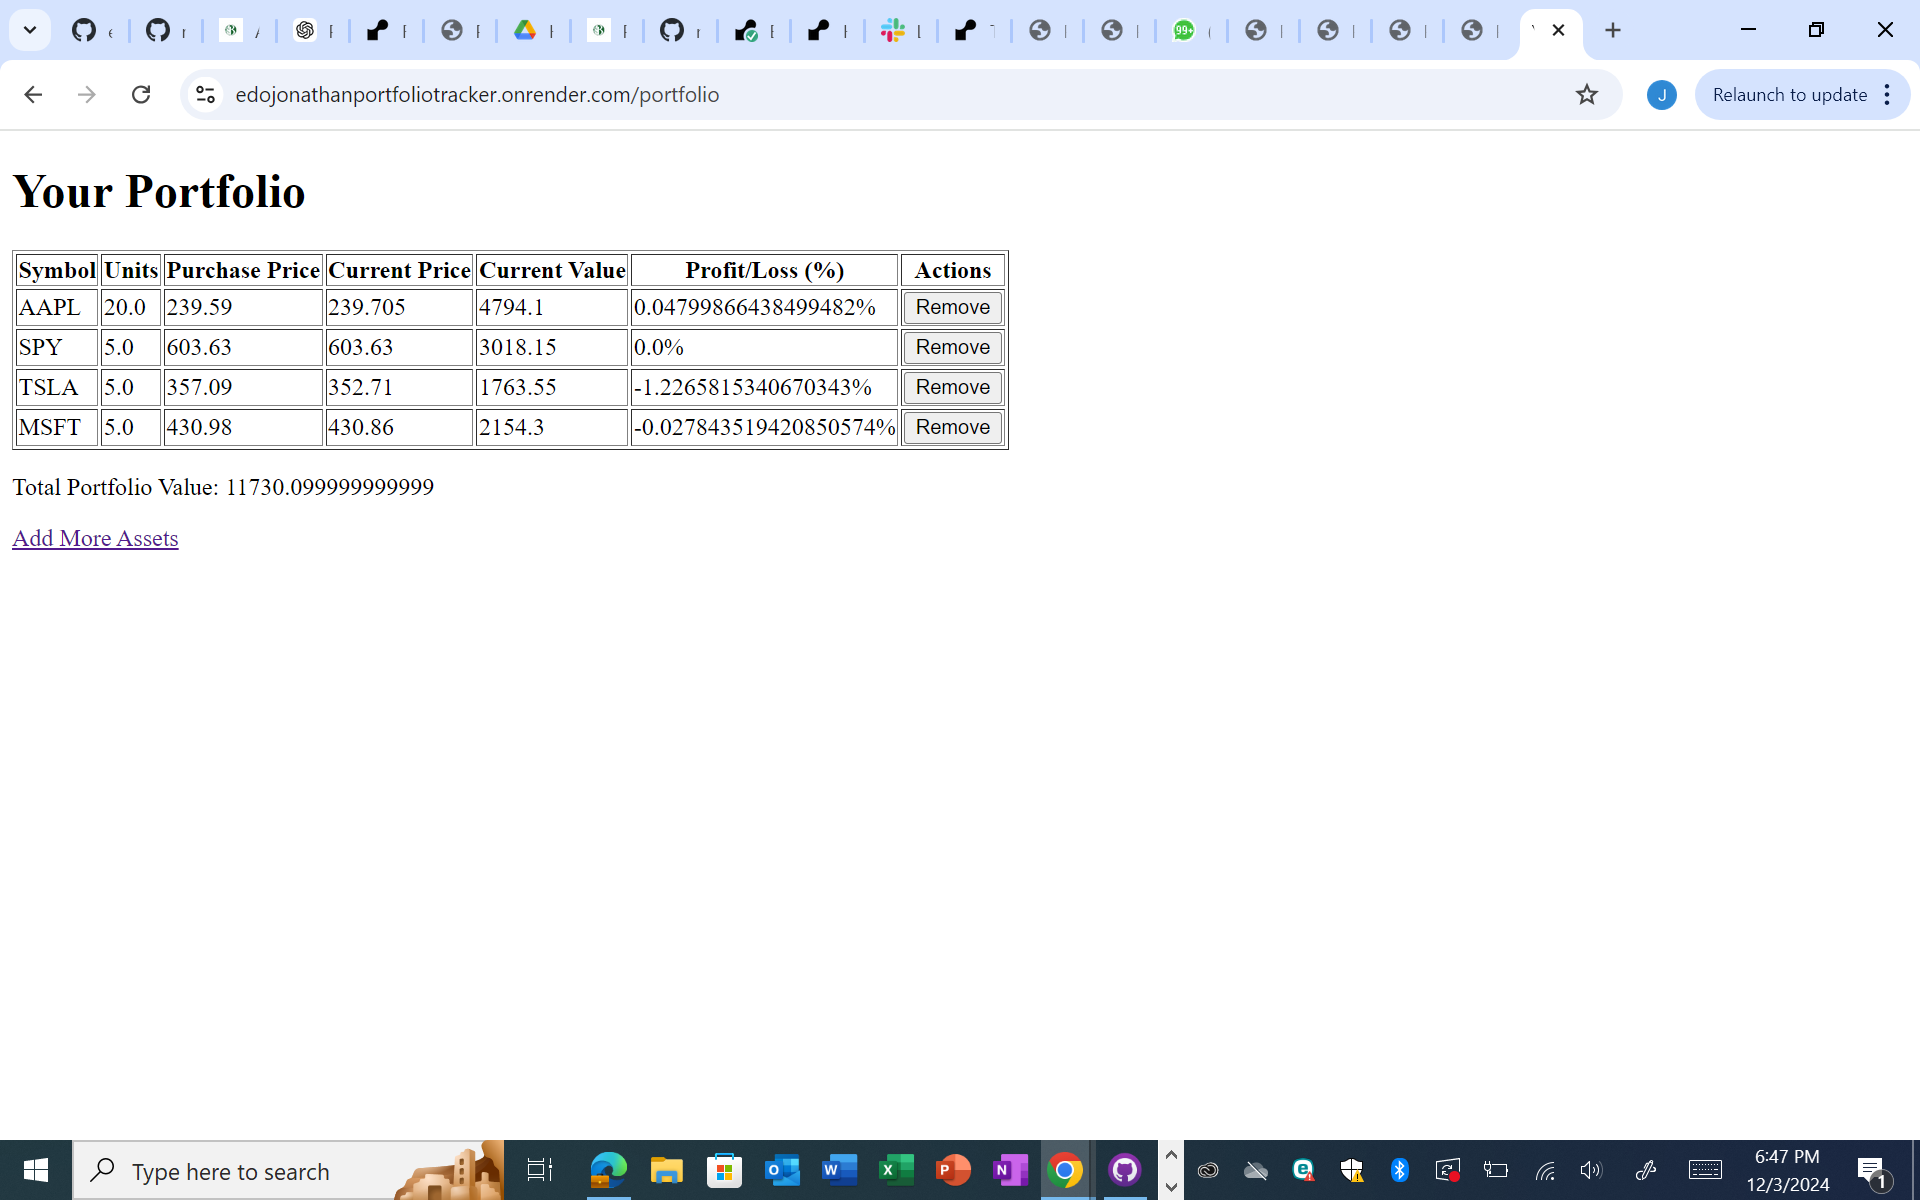 99+
edojonathanportfoliotracker.onrender.com/portfolio
J
Relaunch to update
Your Portfolio
Symbol Units Purchase Price Current Price Current Value Profit/Loss (%) Actions
AAPL 20.0 239.59 239.705 4794.1 0.04799866438499482% Remove
SPY 5.0 603.63 603.63 3018.15 0.0% Remove
TSLA 5.0 357.09 352.71 1763.55 -1.2265815340670343% Remove
MSFT 5.0 430.98 430.86 2154.3 -0.027843519420850574% Remove
Total Portfolio Value: 11730.099999999999
Add More Assets
Type here to search
6:47 PM
12/3/2024
1